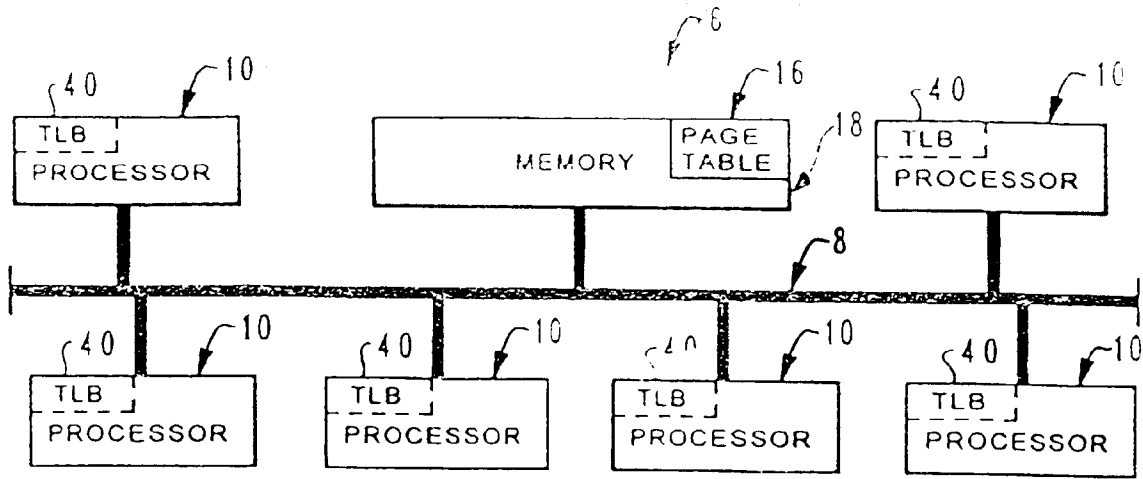 6
40 10
TLB
PROCESSOR
16
PAGE
TABLE
MEMORY
18
40 10
TLB
PROCESSOR
8
40 10
TLB
PROCESSOR
40 10
TLB
PROCESSOR
40 10
TLB
PROCESSOR
40 10
TLB
PROCESSOR